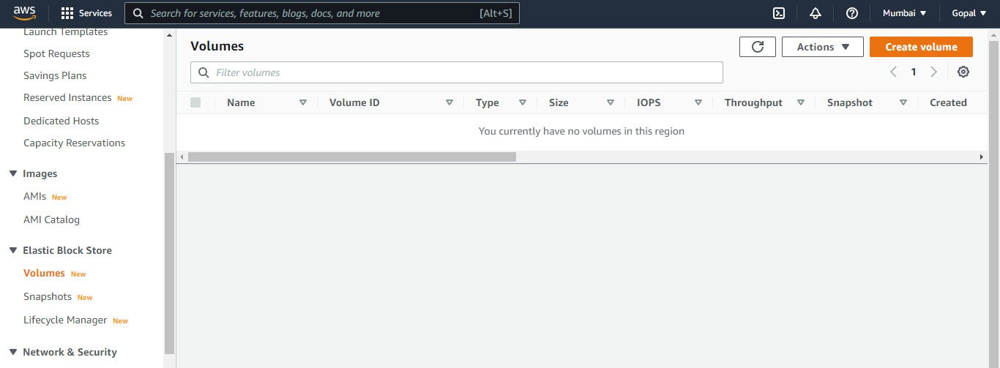 aws Services Search for services, features, blogs, docs, and more [Alt+S] Mumbai ▼ Gopal ▼
Launch Templates
Spot Requests
Savings Plans
Reserved Instances New
Dedicated Hosts
Capacity Reservations
▼ Images
AMIs New
AMI Catalog
▼ Elastic Block Store
Volumes New
Snapshots New
Lifecycle Manager New
▼ Network & Security
Volumes
Actions ▼ Create volume
Filter volumes
1
Name Volume ID Type Size IOPS Throughput Snapshot Created
You currently have no volumes in this region